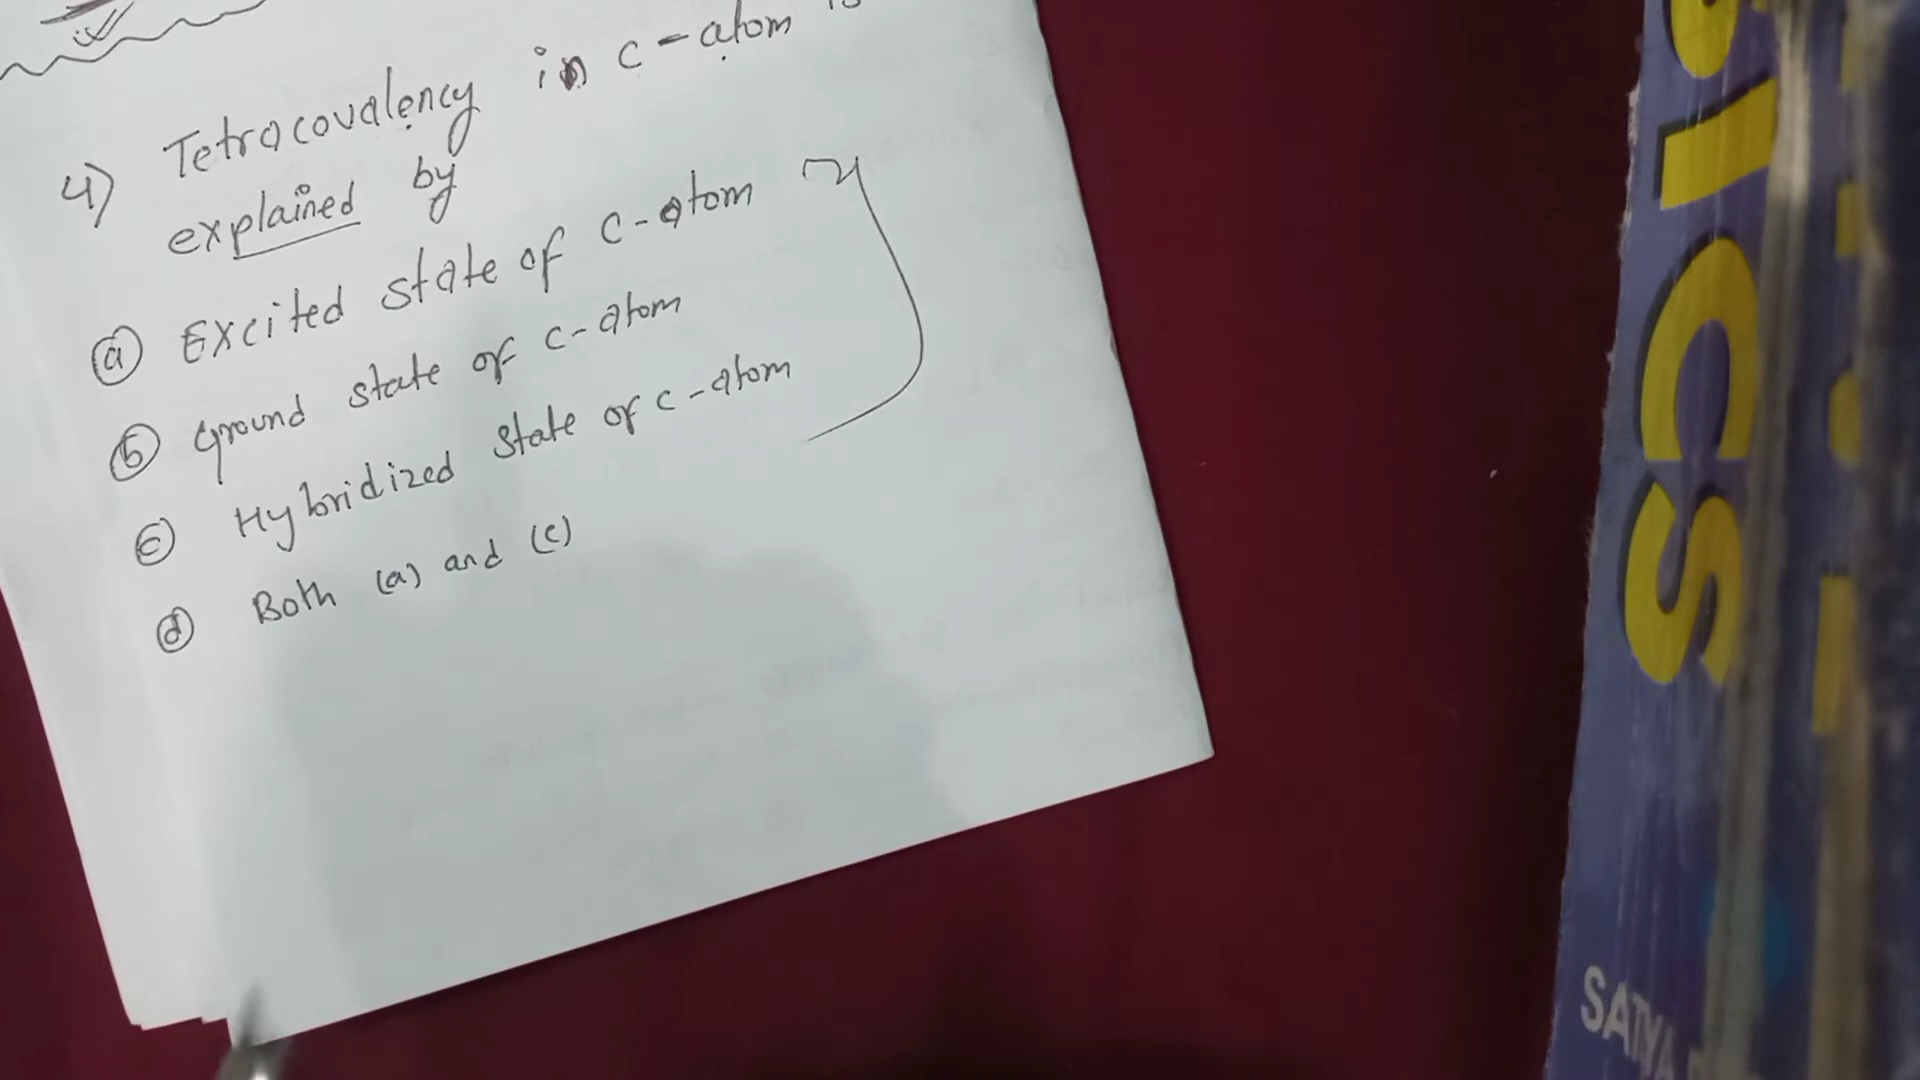 4) Tetracovalency in c-atom is
explained by
(a) Excited state of c-atom
(b) Ground state of c-atom
(c) Hybridized state of c-atom
(d) Both (a) and (c)
SICS
SATYA